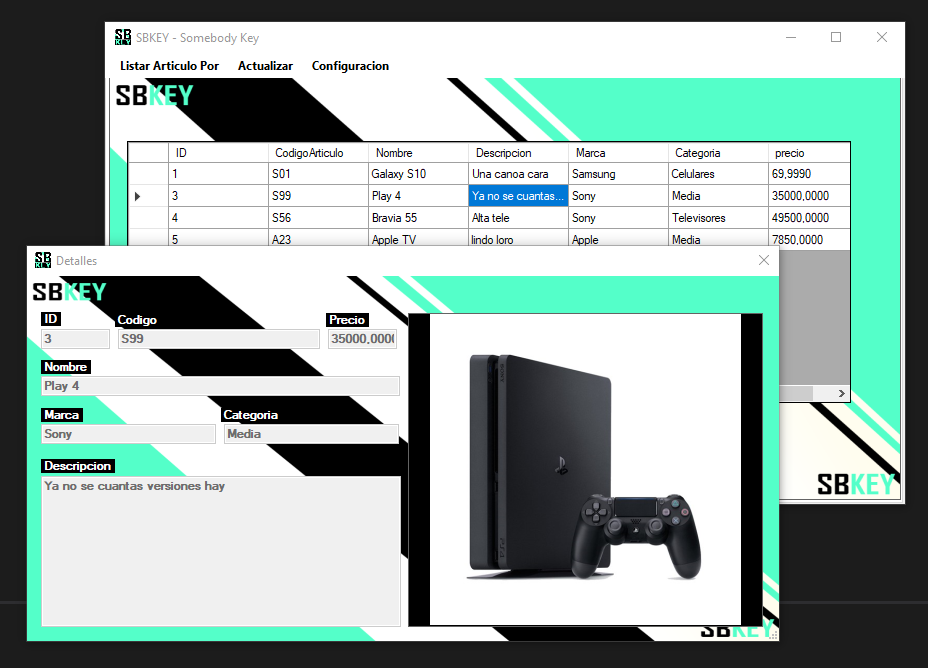 SBKEY - Somebody Key
Listar Articulo Por Actualizar Configuracion
SBKEY
ID CodigoArticulo Nombre Descripcion Marca Categoria precio
1 S01 Galaxy S10 Una canoa cara Samsung Celulares 69,9990
3 S99 Play 4 Ya no se cuantas... Sony Media 35000,0000
4 S56 Bravia 55 Alta tele Sony Televisores 49500,0000
5 A23 Apple TV lindo loro Apple Media 7850,0000
SBKEY
SB
KEY
Detalles
SBKEY
ID Codigo Precio
3 S99 35000,000
Nombre
Play 4
Marca Categoria
Sony Media
Descripcion
Ya no se cuantas versiones hay
SBKEY